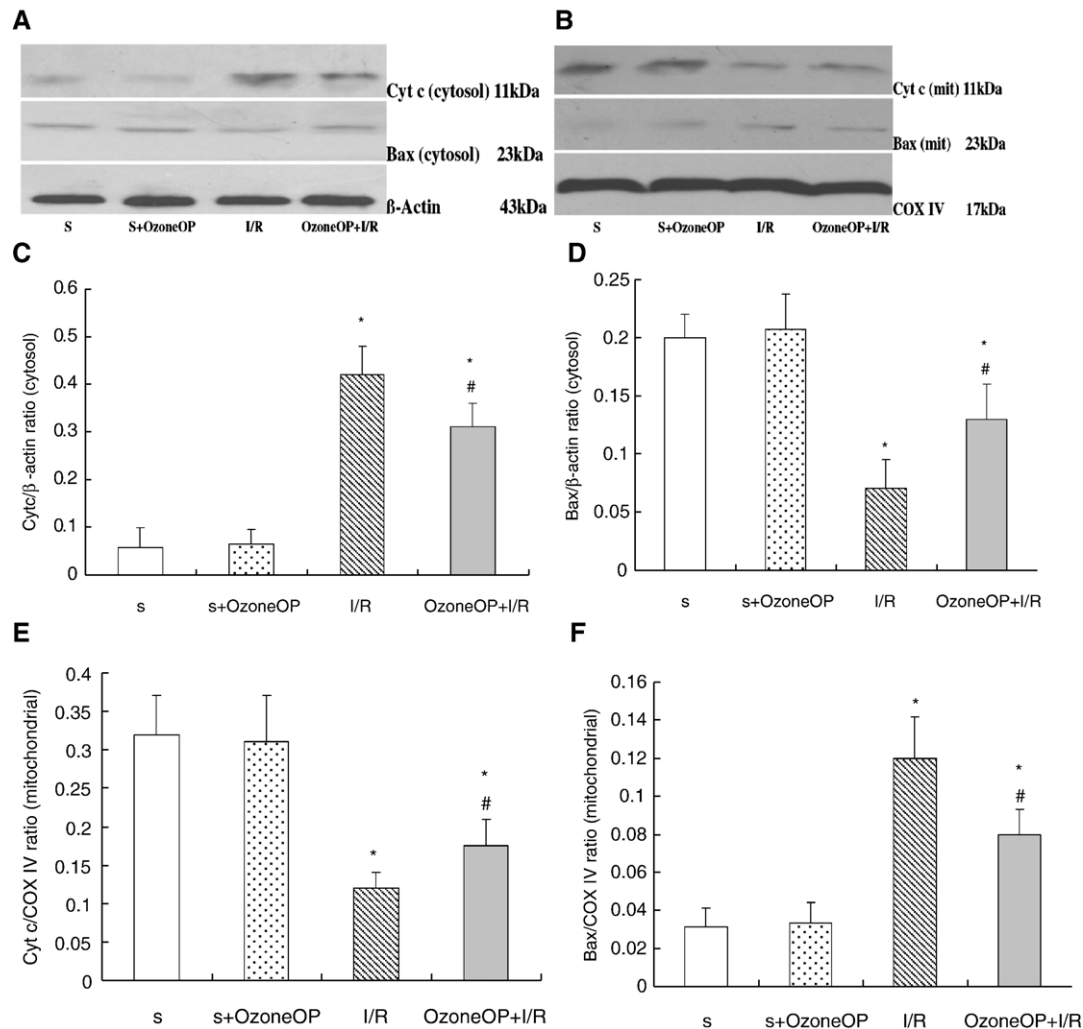 A
Cyt c (cytosol) 11kDa
Bax (cytosol) 23kDa
ß-Actin 43kDa
S S+OzoneOP I/R OzoneOP+I/R
B
Cyt c (mit) 11kDa
Bax (mit) 23kDa
COX IV 17kDa
S S+OzoneOP I/R OzoneOP+I/R
C
Cytc/β -actin ratio (cytosol)
0.6
0.5
0.4
0.3
0.2
0.1
0
*
*
#
s s+OzoneOP I/R OzoneOP+I/R
D
Bax/β-actin ratio (cytosol)
0.25
0.2
0.15
0.1
0.05
0
*
*
#
s s+OzoneOP I/R OzoneOP+I/R
E
Cyt c/COX IV ratio (mitochondrial)
0.4
0.35
0.3
0.25
0.2
0.15
0.1
0.05
0
*
*
#
s s+OzoneOP I/R OzoneOP+I/R
F
Bax/COX IV ratio (mitochondrial)
0.16
0.14
0.12
0.1
0.08
0.06
0.04
0.02
0
*
*
#
s s+OzoneOP I/R OzoneOP+I/R